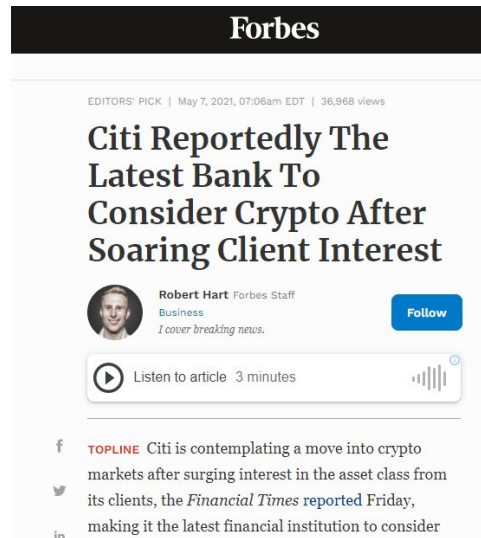 Forbes
EDITORS' PICK | May 7, 2021, 07:06am EDT | 36,968 views
Citi Reportedly The
Latest Bank To
Consider Crypto After
Soaring Client Interest
Robert Hart Forbes Staff
Business
I cover breaking news.
Follow
Listen to article 3 minutes
TOPLINE Citi is contemplating a move into crypto
markets after surging interest in the asset class from
its clients, the Financial Times reported Friday,
making it the latest financial institution to consider